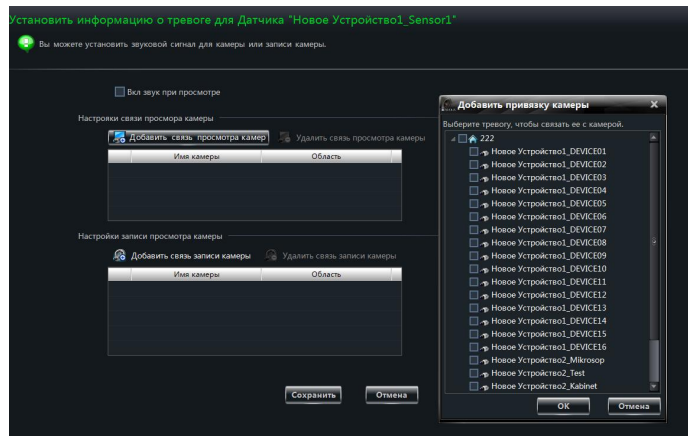 Установить информацию о тревоге для Датчика "Новое Устройство1_Sensor1"
Вы можете установить звуковой сигнал для камеры или записи камеры.
Вкл звук при просмотре
Настроики связи просмора камеры
Добавить связь просмотра камер
Удалить связь просмотра камеры
Имя камеры Область
Настройки записи просмотра камеры
Добавить связь записи камеры
Удалить связь записи камеры
Имя камеры Область
Сохранить Отмена
Добавить привязку камеры X
Выберите тревогу, чтобы связать ее с камерой.
222
Новое Устройство1_DEVICE01
Новое Устройство1_DEVICE02
Новое Устройство1_DEVICE03
Новое Устройство1_DEVICE04
Новое Устройство1_DEVICE05
Новое Устройство1_DEVICE06
Новое Устройство1_DEVICE07
Новое Устройство1_DEVICE08
Новое Устройство1_DEVICE09
Новое Устройство1_DEVICE10
Новое Устройство1_DEVICE11
Новое Устройство1_DEVICE12
Новое Устройство1_DEVICE13
Новое Устройство1_DEVICE14
Новое Устройство1_DEVICE15
Новое Устройство1_DEVICE16
Новое Устройство2_Mikrosop
Новое Устройство2_Test
Новое Устройство2_Kabinet
OK Отмена